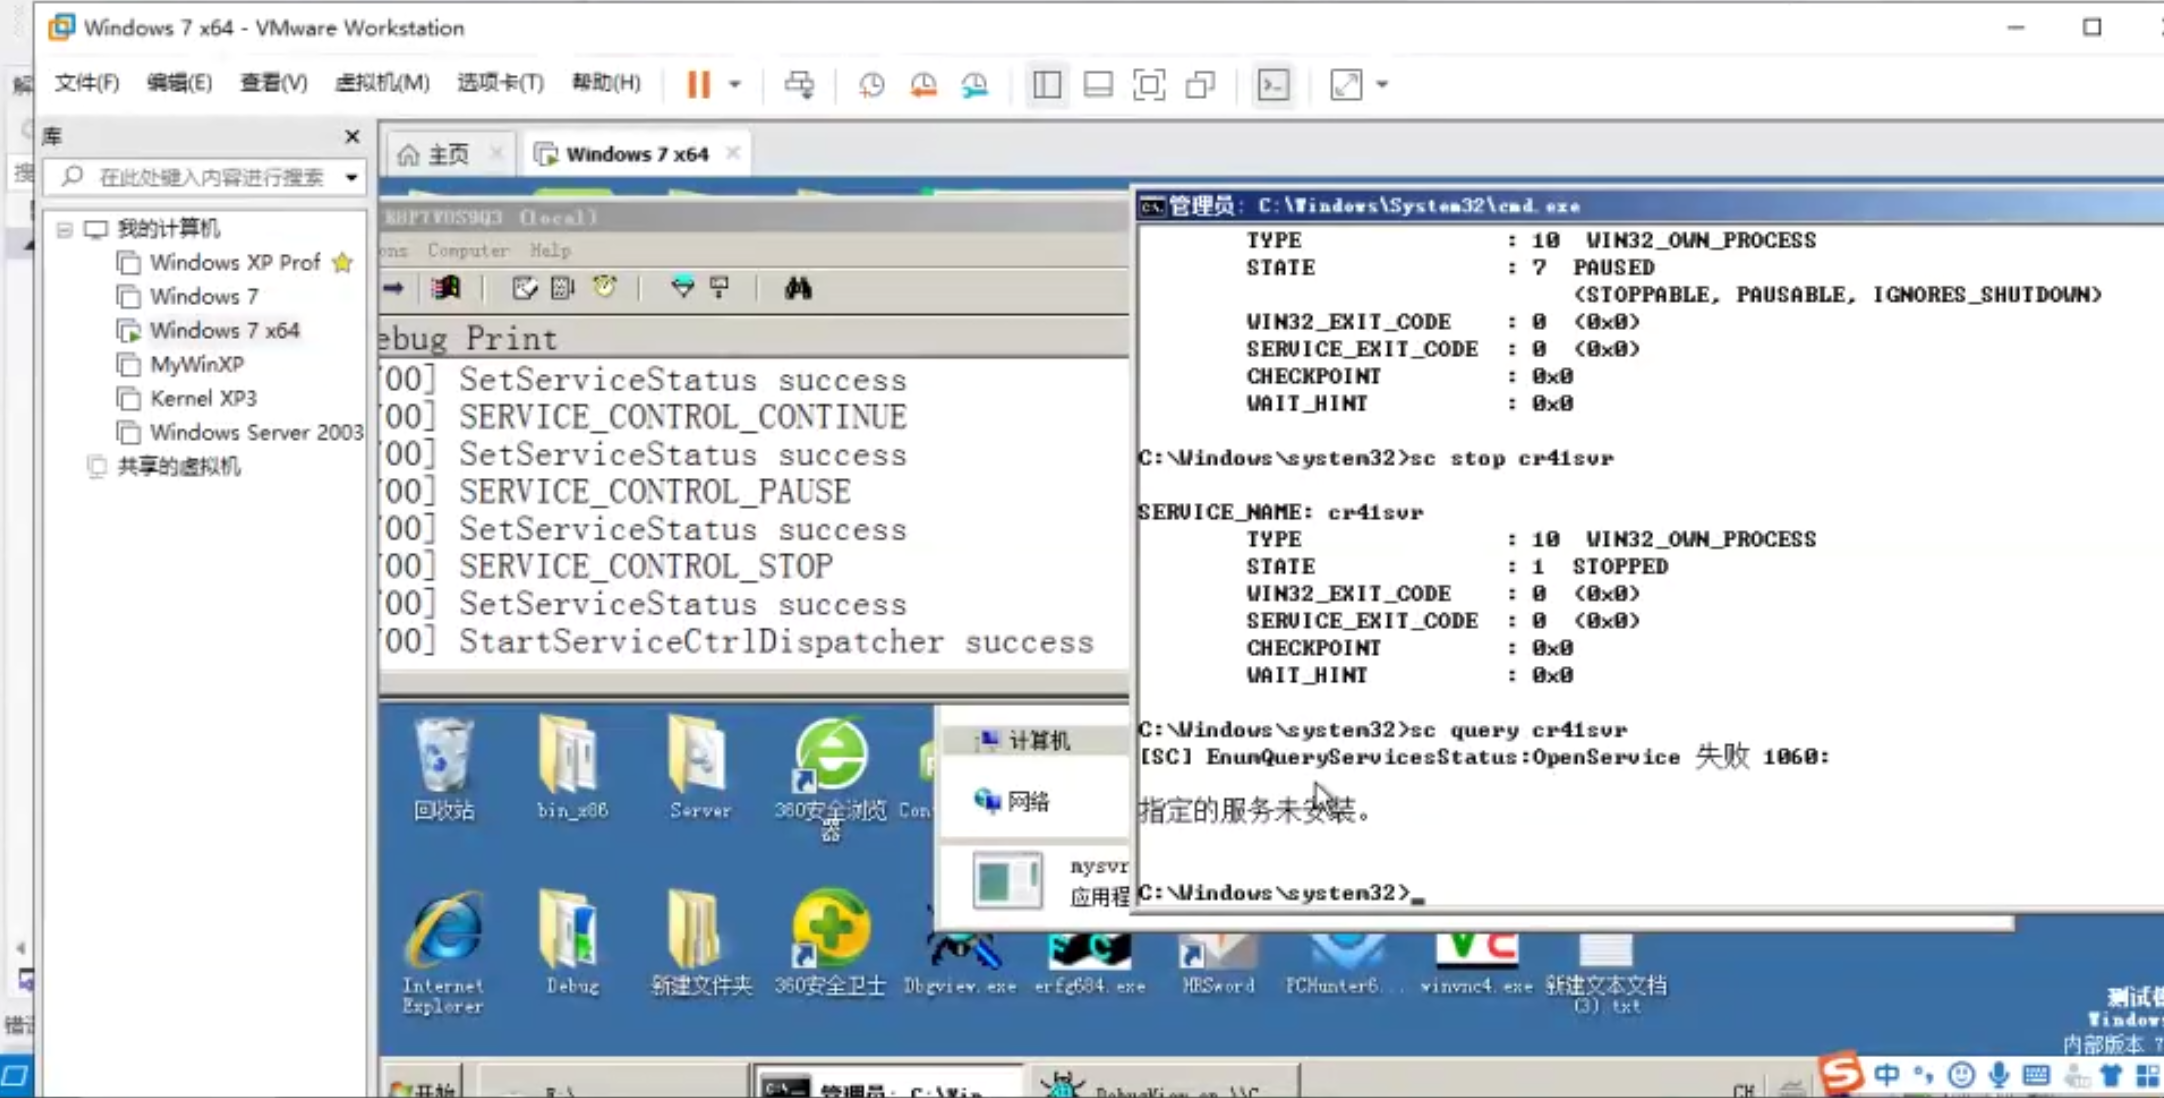 Windows 7 x64 - VMware Workstation
文件(F) 编辑(E) 查看(V) 虚拟机(M) 选项卡(T) 帮助(H)
库
在此处键入内容进行搜索
我的计算机
Windows XP Prof
Windows 7
Windows 7 x64
MyWinXP
Kernel XP3
Windows Server 2003
共享的虚拟机
主页
Windows 7 x64
(local)
ons Computer Help
ebug Print
00] SetServiceStatus success
00] SERVICE_CONTROL_CONTINUE
00] SetServiceStatus success
00] SERVICE_CONTROL_PAUSE
00] SetServiceStatus success
00] SERVICE_CONTROL_STOP
00] SetServiceStatus success
00] StartServiceCtrlDispatcher success
管理员: C:\Windows\System32\cmd.exe
TYPE : 10 WIN32_OWN_PROCESS
STATE : 7 PAUSED
(STOPPABLE, PAUSABLE, IGNORES_SHUTDOWN)
WIN32_EXIT_CODE : 0 (0x0)
SERVICE_EXIT_CODE : 0 (0x0)
CHECKPOINT : 0x0
WAIT_HINT : 0x0
C:\Windows\system32>sc stop cr41svr
SERVICE_NAME: cr41svr
TYPE : 10 WIN32_OWN_PROCESS
STATE : 1 STOPPED
WIN32_EXIT_CODE : 0 (0x0)
SERVICE_EXIT_CODE : 0 (0x0)
CHECKPOINT : 0x0
WAIT_HINT : 0x0
C:\Windows\system32>sc query cr41svr
[SC] EnumQueryServicesStatus:OpenService 失败 1060:
指定的服务未安装。
C:\Windows\system32>
计算机
网络
mysvr
应用程
回收站
bin_x86
Server
360安全浏览器
Con
Internet Explorer
Debug
新建文件夹
360安全卫士
Dbgview.exe
erfg684.exe
HRSword
PCHunter6...
winvnc4.exe
新建文本文档 (3).txt
测试
Windows
内部版本 7
开始
管理员: C:\Win...
CH
中